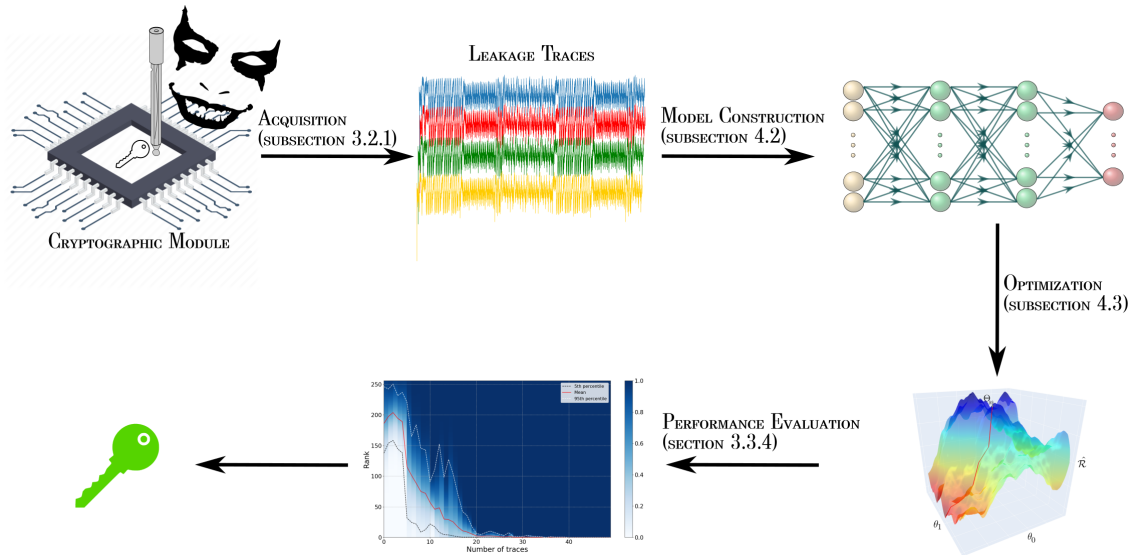 LEAKAGE TRACES
ACQUISITION
(SUBSECTION 3.2.1)
MODEL CONSTRUCTION
(SUBSECTION 4.2)
CRYPTOGRAPHIC MODULE
OPTIMIZATION
(SUBSECTION 4.3)
PERFORMANCE EVALUATION
(SECTION 3.3.4)
5th percentile
Mean
95th percentile
Rank
250
200
150
100
50
0
0 10 20 30 40
Number of traces
1.0
0.8
0.6
0.4
0.2
0.0
R̂
θ₁
θ₀